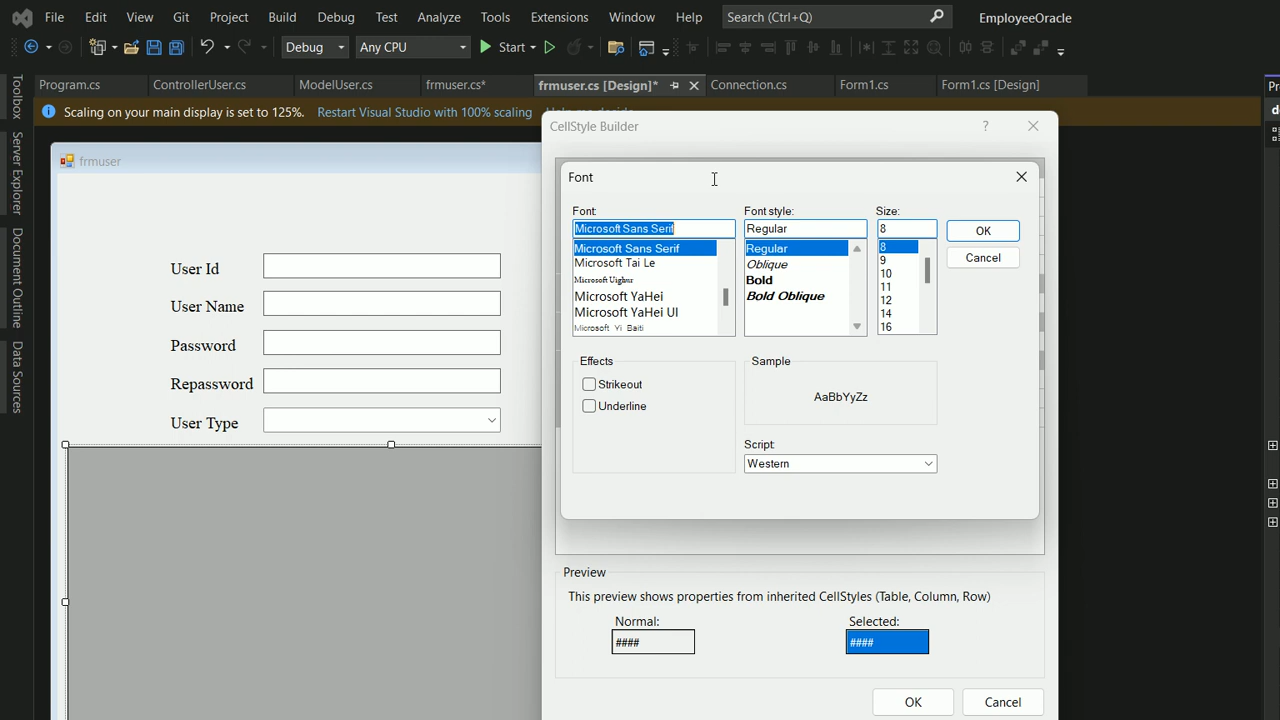 File Edit View Git Project Build Debug Test Analyze Tools Extensions Window Help Search (Ctrl+Q) EmployeeOracle
Debug Any CPU Start
Program.cs ControllerUser.cs ModelUser.cs frmuser.cs* frmuser.cs [Design]* Connection.cs Form1.cs Form1.cs [Design]
Scaling on your main display is set to 125%. Restart Visual Studio with 100% scaling Help me decide
Toolbox
Server Explorer
Document Outline
Data Sources
frmuser
User Id
User Name
Password
Repassword
User Type
CellStyle Builder
Font
Font:
Microsoft Sans Serif
Microsoft Sans Serif
Microsoft Tai Le
Microsoft Uighur
Microsoft YaHei
Microsoft YaHei UI
Microsoft Yi Baiti
Font style:
Regular
Regular
Oblique
Bold
Bold Oblique
Size:
8
8
9
10
11
12
14
16
OK
Cancel
Effects
Strikeout
Underline
Sample
AaBbYyZz
Script:
Western
Preview
This preview shows properties from inherited CellStyles (Table, Column, Row)
Normal: Selected:
#### ####
OK Cancel